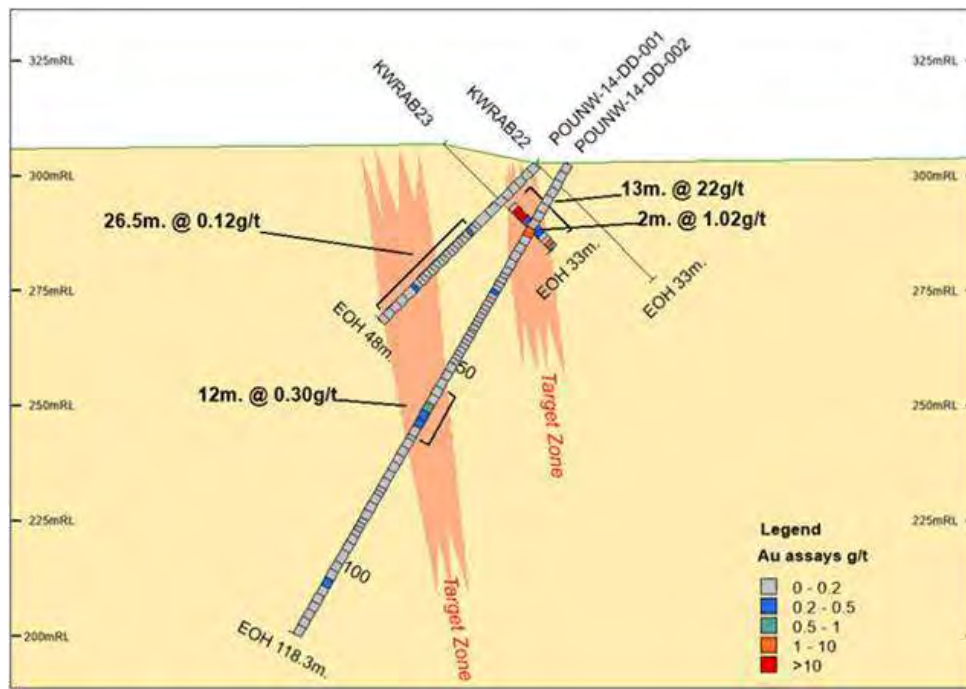 325mRL
325mRL
KWRAB23
KWRAB22
POUNW-14-DD-001
POUNW-14-DD-002
300mRL
300mRL
13m. @ 22g/t
2m. @ 1.02g/t
26.5m. @ 0.12g/t
EOH 33m.
EOH 33m.
275mRL
275mRL
EOH 48m.
50
Target Zone
12m. @ 0.30g/t
250mRL
250mRL
225mRL
225mRL
100
Target Zone
EOH 118.3m.
200mRL
200mRL
Legend
Au assays g/t
0 - 0.2
0.2 - 0.5
0.5 - 1
1 - 10
>10